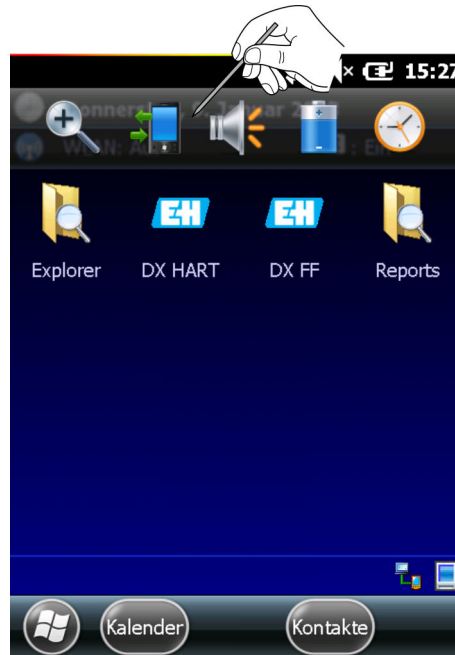 15:27
Explorer
DX HART
DX FF
Reports
Kalender
Kontakte